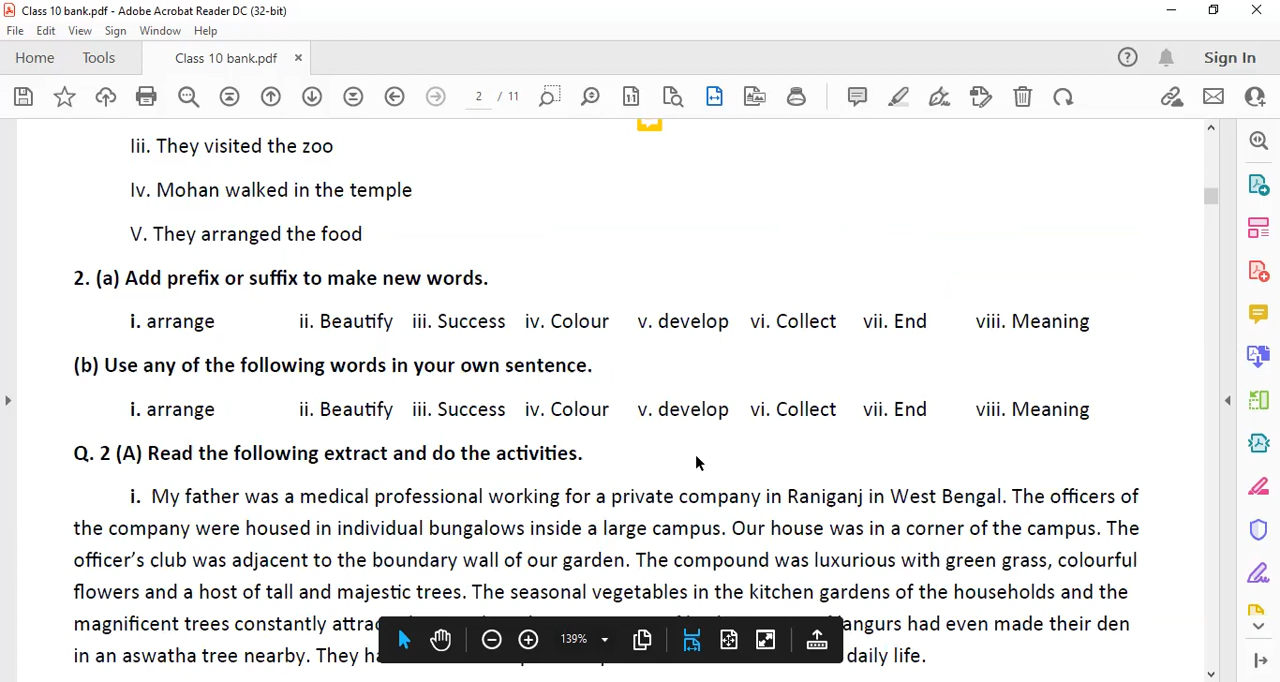 Class 10 bank.pdf - Adobe Acrobat Reader DC (32-bit)
File Edit View Sign Window Help
Home Tools Class 10 bank.pdf × Sign In
2 / 11
Iii. They visited the zoo
Iv. Mohan walked in the temple
V. They arranged the food
2. (a) Add prefix or suffix to make new words.
i. arrange ii. Beautify iii. Success iv. Colour v. develop vi. Collect vii. End viii. Meaning
(b) Use any of the following words in your own sentence.
i. arrange ii. Beautify iii. Success iv. Colour v. develop vi. Collect vii. End viii. Meaning
Q. 2 (A) Read the following extract and do the activities.
i. My father was a medical professional working for a private company in Raniganj in West Bengal. The officers of
the company were housed in individual bungalows inside a large campus. Our house was in a corner of the campus. The
officer’s club was adjacent to the boundary wall of our garden. The compound was luxurious with green grass, colourful
flowers and a host of tall and majestic trees. The seasonal vegetables in the kitchen gardens of the households and the
magnificent trees constantly langurs had even made their den
in an aswatha tree nearby. They daily life.
139%